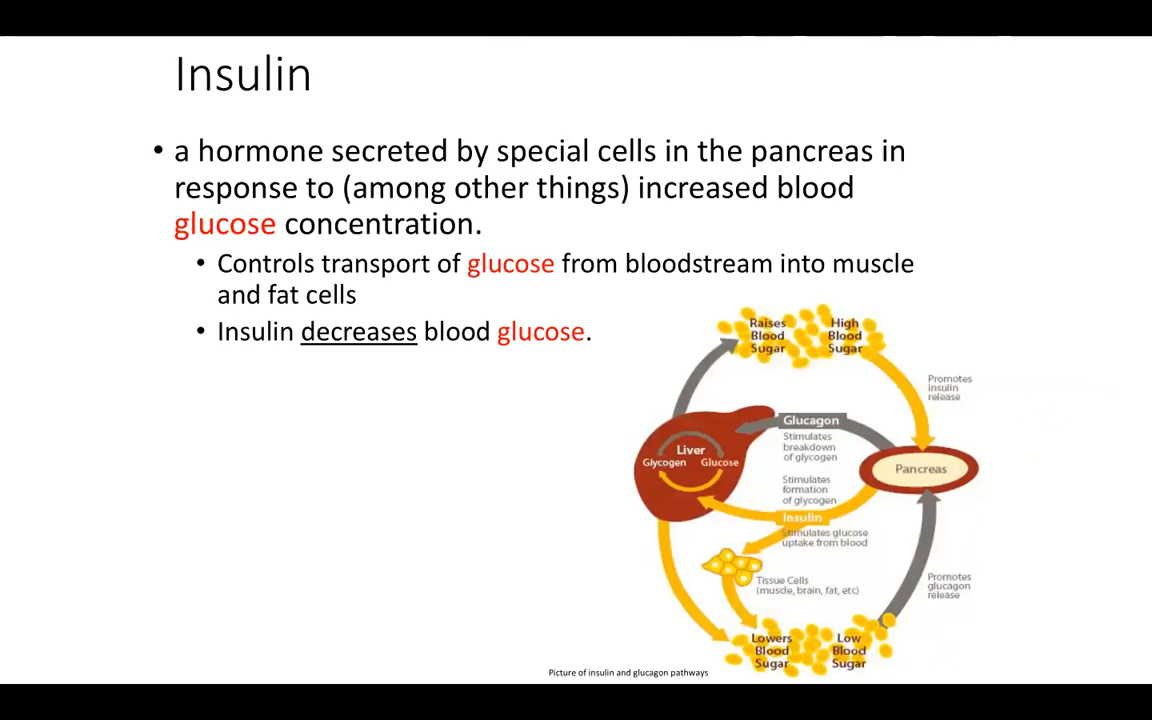 Insulin
• a hormone secreted by special cells in the pancreas in
response to (among other things) increased blood
glucose concentration.
• Controls transport of glucose from bloodstream into muscle
and fat cells
• Insulin decreases blood glucose.
Raises
Blood
Sugar
High
Blood
Sugar
Promotes
insulin
release
Glucagon
Stimulates
breakdown
of glycogen
Liver
Glycogen Glucose
Pancreas
Stimulates
formation
of glycogen
Insulin
Stimulates glucose
uptake from blood
Tissue Cells
(muscle, brain, fat, etc)
Promotes
glucagon
release
Lowers
Blood
Sugar
Low
Blood
Sugar
Picture of insulin and glucagon pathways